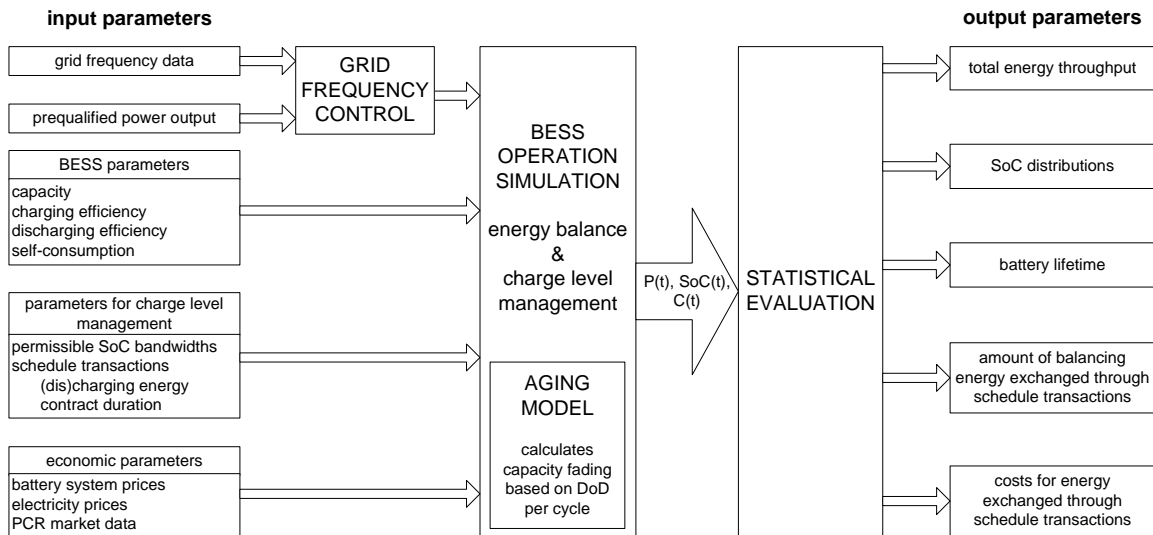 input parameters
grid frequency data
prequalified power output
BESS parameters
capacity
charging efficiency
discharging efficiency
self-consumption
parameters for charge level
management
permissible SoC bandwidths
schedule transactions
(dis)charging energy
contract duration
economic parameters
battery system prices
electricity prices
PCR market data
GRID
FREQUENCY
CONTROL
BESS
OPERATION
SIMULATION
energy balance
&
charge level
management
AGING
MODEL
calculates
capacity fading
based on DoD
per cycle
P(t), SoC(t),
C(t)
STATISTICAL
EVALUATION
output parameters
total energy throughput
SoC distributions
battery lifetime
amount of balancing
energy exchanged through
schedule transactions
costs for energy
exchanged through
schedule transactions